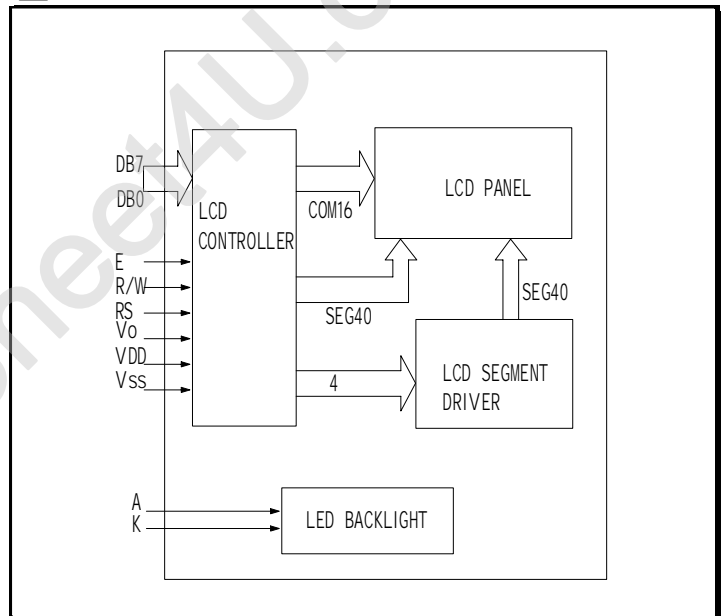 DB7
DB0
LCD
CONTROLLER
E
R/W
RS
Vo
VDD
Vss
COM16
SEG40
4
LCD PANEL
SEG40
LCD SEGMENT
DRIVER
A
K
LED BACKLIGHT